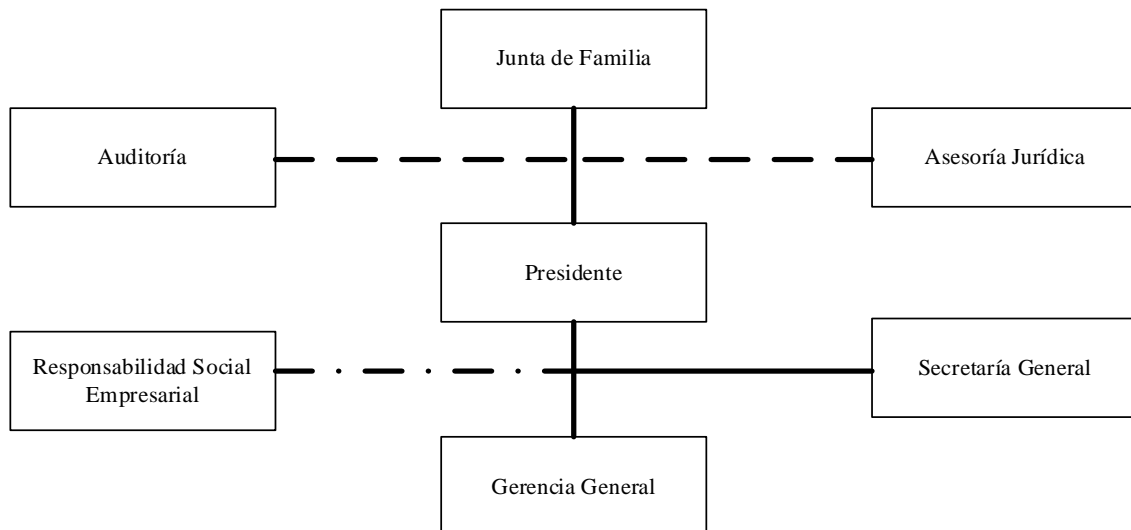 Junta de Familia
Auditoría
Asesoría Jurídica
Presidente
Responsabilidad Social
Empresarial
Secretaría General
Gerencia General